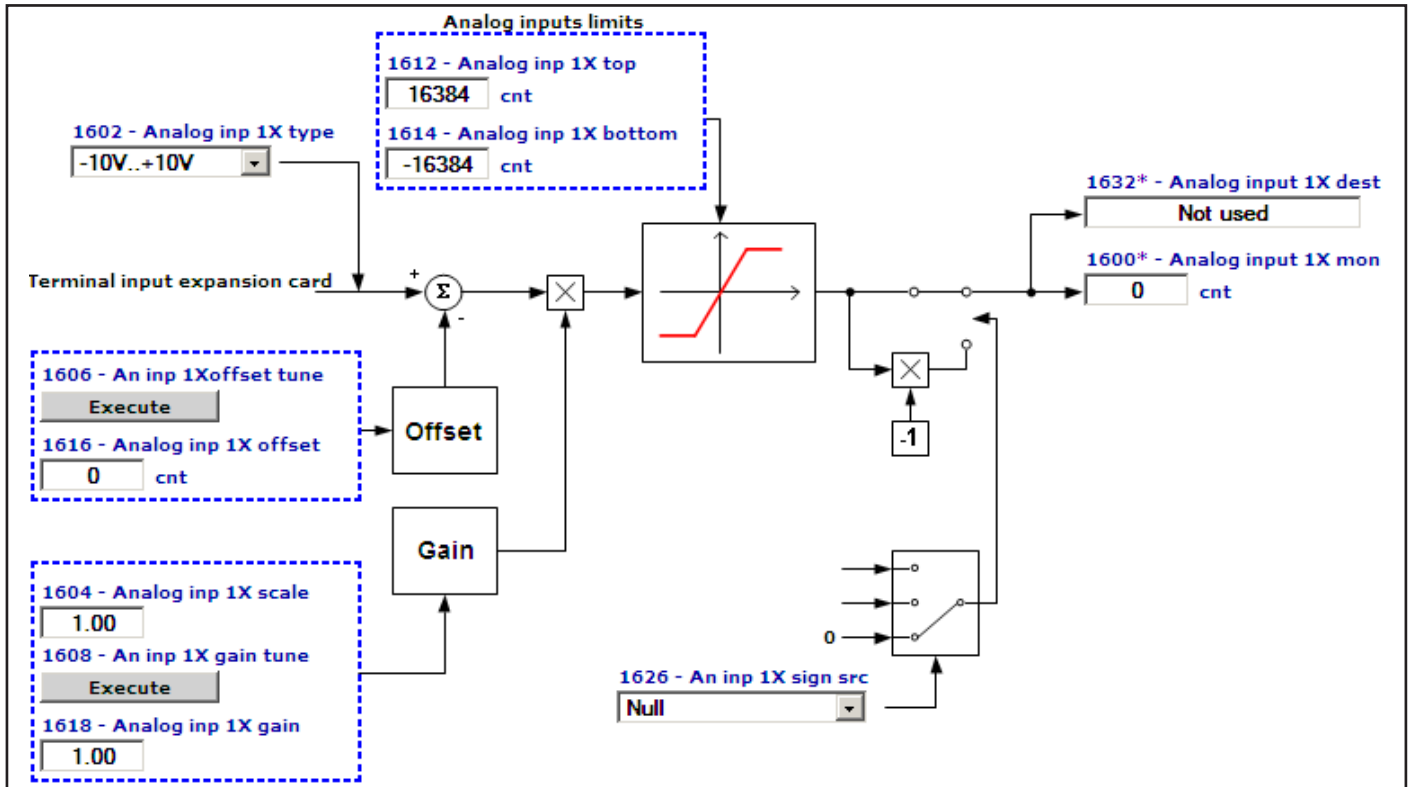 Analog inputs limits
1612 - Analog inp 1X top
16384 cnt
1614 - Analog inp 1X bottom
-16384 cnt
1602 - Analog inp 1X type
-10V..+10V
1632* - Analog input 1X dest
Not used
1600* - Analog input 1X mon
0 cnt
Terminal input expansion card
+
Σ
-
1606 - An inp 1Xoffset tune
Execute
1616 - Analog inp 1X offset
0 cnt
Offset
-1
Gain
1604 - Analog inp 1X scale
1.00
1608 - An inp 1X gain tune
Execute
1618 - Analog inp 1X gain
1.00
0
1626 - An inp 1X sign src
Null